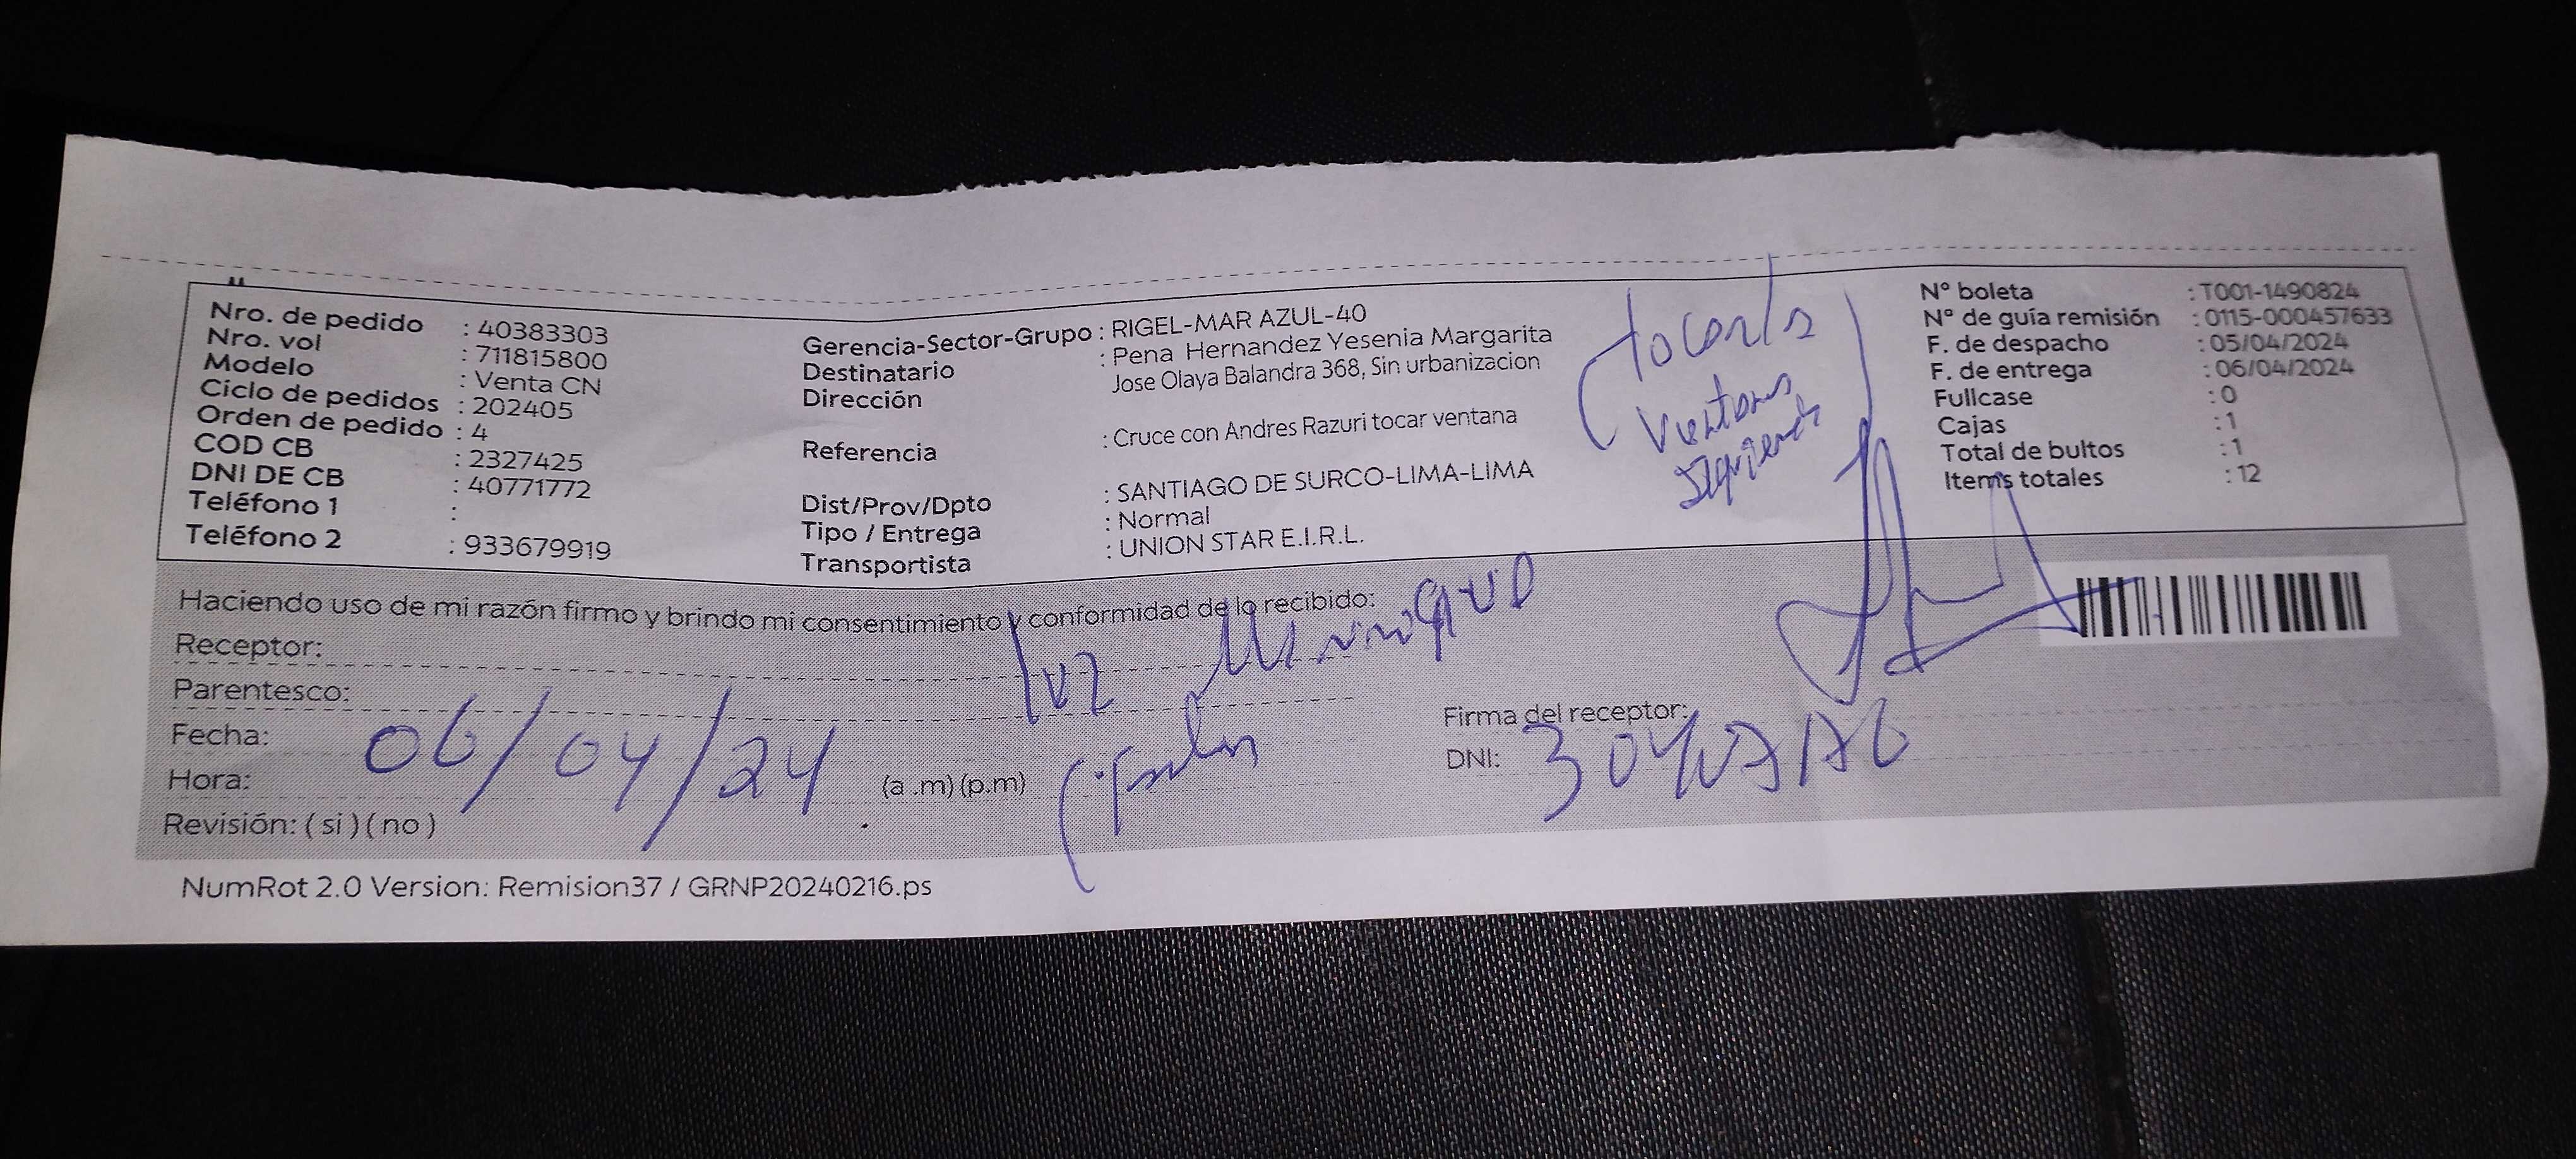 Nro. de pedido : 40383303
Nro. vol : 711815800
Modelo : Venta CN
Ciclo de pedidos : 202405
Orden de pedido : 4
COD CB : 2327425
DNI DE CB : 40771772
Teléfono 1 :
Teléfono 2 : 933679919
Gerencia-Sector-Grupo : RIGEL-MAR AZUL-40
Destinatario : Pena Hernandez Yesenia Margarita
Dirección Jose Olaya Balandra 368, Sin urbanizacion
Referencia : Cruce con Andres Razuri tocar ventana
Dist/Prov/Dpto : SANTIAGO DE SURCO-LIMA-LIMA
Tipo / Entrega : Normal
Transportista : UNION STAR E.I.R.L.
N° boleta : T001-1490824
N° de guía remisión : 0115-000457633
F. de despacho : 05/04/2024
F. de entrega : 06/04/2024
Fullcase : 0
Cajas : 1
Total de bultos : 1
Items totales : 12
Haciendo uso de mi razón firmo y brindo mi consentimiento y conformidad de lo recibido:
Receptor: luz
Parentesco:
Fecha: 06/04/24
Hora: (a .m) (p.m)
Revisión: ( si ) ( no )
Firma del receptor:
DNI:
NumRot 2.0 Version: Remision37 / GRNP20240216.ps